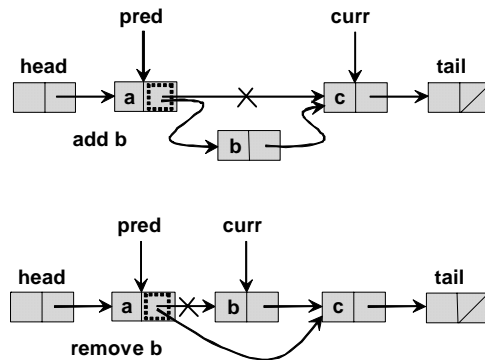 pred curr
head tail
a c
add b
b
pred curr
head tail
a b c
remove b